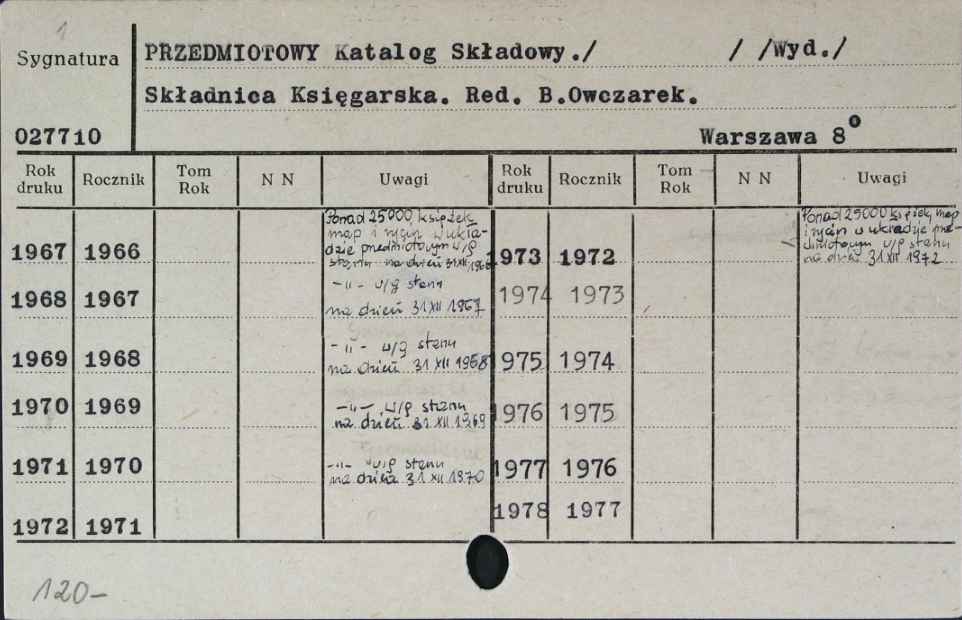 1
Sygnatura
PRZEDMIOTOWY Katalog Składowy./ / /Wyd./
Składnica Księgarska. Red. B.Owczarek.
027710
Warszawa 8°
Rok druku Rocznik Tom Rok N N Uwagi Rok druku Rocznik Tom Rok N N Uwagi
1967 1966
Ponad 25000 książek
map i rycin w ukła-
dzie przedmiotowym w/g
stanu na dzień 31 XII 1966
1973 1972
Ponad 25000 książek, map
i rycin w układzie prze-
dmiotowym w/g stanu
na dzień 31 XII 1972
1968 1967
-"- w/g stanu
na dzień 31 XII 1967
1974 1973
1969 1968
-"- w/g stanu
na dzień 31 XII 1968
975 1974
1970 1969
-"- w/g stanu
na dzień 31 XII 1969
1976 1975
1971 1970
-"- w/g stanu
na dzień 31 XII 1970
1977 1976
1972 1971
1978 1977
120-